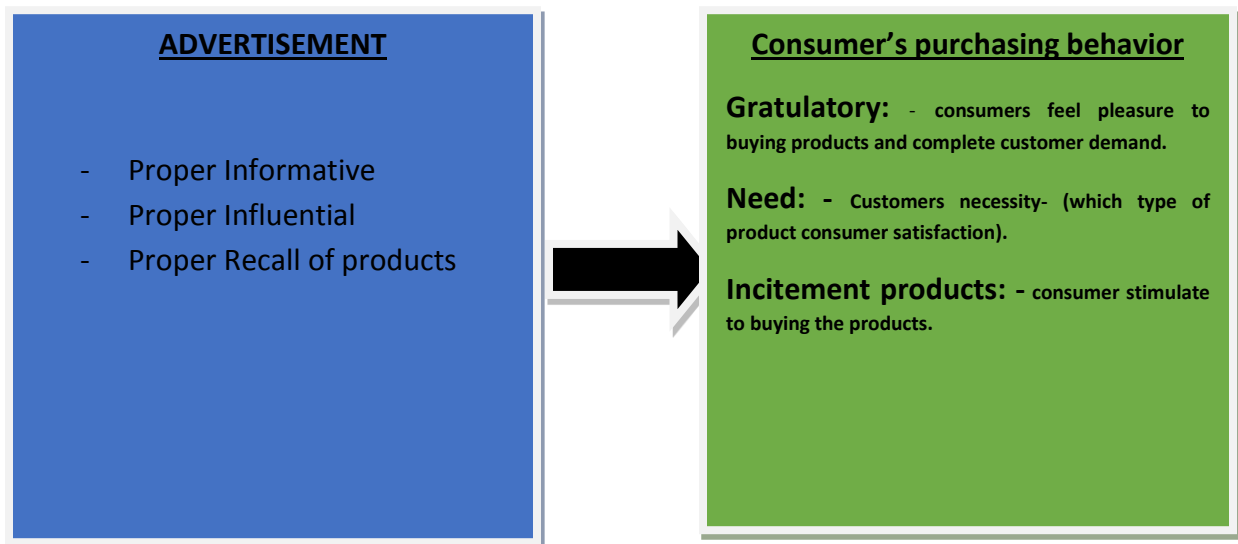 ADVERTISEMENT
- Proper Informative
- Proper Influential
- Proper Recall of products
Consumer's purchasing behavior
Gratulatory: - consumers feel pleasure to
buying products and complete customer demand.
Need: - Customers necessity- (which type of
product consumer satisfaction).
Incitement products: - consumer stimulate
to buying the products.